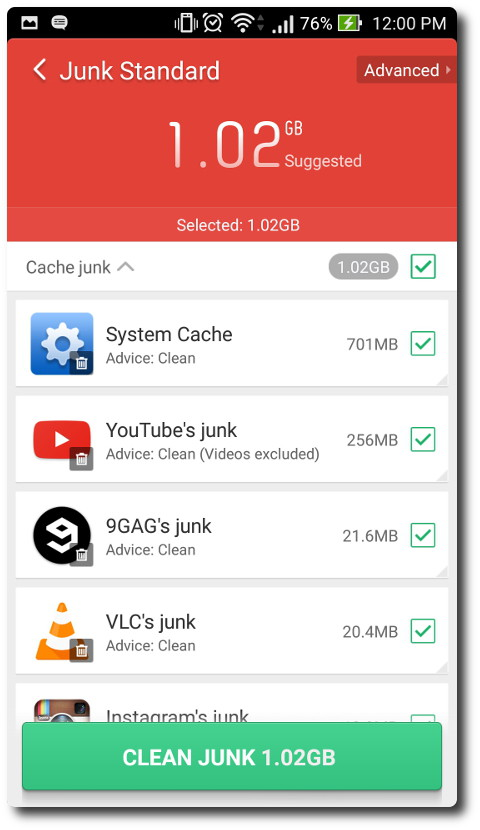 76% 12:00 PM
Junk Standard
Advanced
1.02 GB
Suggested
Selected: 1.02GB
Cache junk 1.02GB
System Cache
Advice: Clean
701MB
YouTube's junk
Advice: Clean (Videos excluded)
256MB
9GAG's junk
Advice: Clean
21.6MB
VLC's junk
Advice: Clean
20.4MB
Instagram's junk
CLEAN JUNK 1.02GB